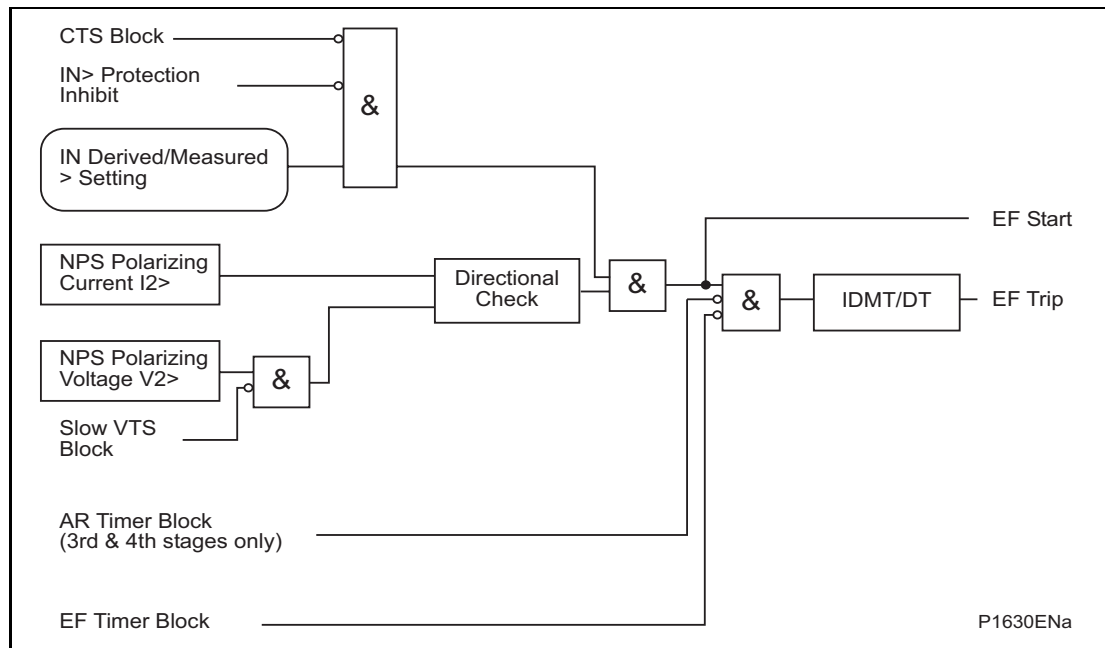 CTS Block
IN> Protection
Inhibit
&
IN Derived/Measured
> Setting
EF Start
NPS Polarizing
Current I2>
Directional
Check
&
&
IDMT/DT
EF Trip
NPS Polarizing
Voltage V2>
&
Slow VTS
Block
AR Timer Block
(3rd & 4th stages only)
EF Timer Block
P1630ENa